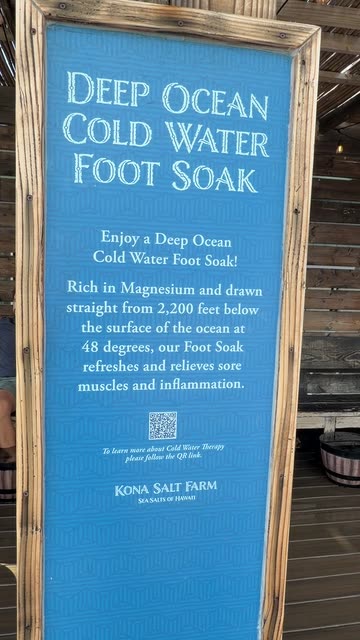 DEEP OCEAN
COLD WATER
FOOT SOAK
Enjoy a Deep Ocean
Cold Water Foot Soak!
Rich in Magnesium and drawn
straight from 2,200 feet below
the surface of the ocean at
48 degrees, our Foot Soak
refreshes and relieves sore
muscles and inflammation.
To learn more about Cold Water Therapy
please follow the QR link.
KONA SALT FARM
SEA SALTS OF HAWAII